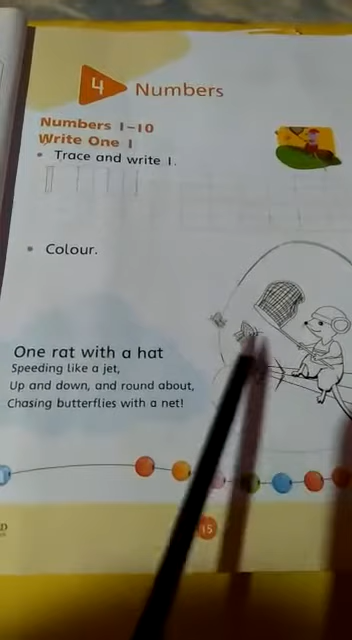 4 Numbers
Numbers 1-10
Write One 1
• Trace and write 1.
• Colour.
One rat with a hat
Speeding like a jet,
Up and down, and round about,
Chasing butterflies with a net!
15